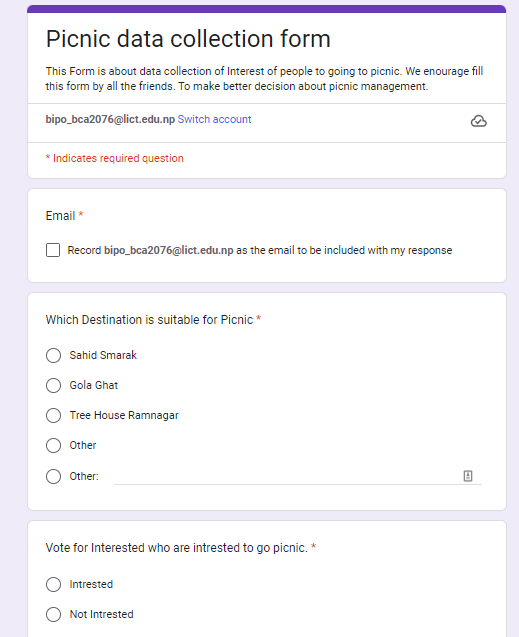 Picnic data collection form
This Form is about data collection of Interest of people to going to picnic. We enourage fill
this form by all the friends. To make better decision about picnic management.
bipo_bca2076@lict.edu.np Switch account
* Indicates required question
Email *
Record bipo_bca2076@lict.edu.np as the email to be included with my response
Which Destination is suitable for Picnic *
Sahid Smarak
Gola Ghat
Tree House Ramnagar
Other
Other:
Vote for Interested who are intrested to go picnic. *
Intrested
Not Intrested